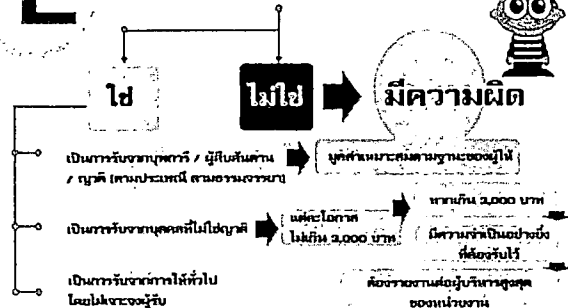 ใช่
ไม่ใช่
มีความผิด
เป็นการรับจากบุพการี / ผู้สืบสันดาน
/ ญาติ (ตามประเพณี ตามธรรมจรรยา)
มูลค่าเหมาะสมตามฐานะของผู้ให้
เป็นการรับจากบุคคลที่ไม่ใช่ญาติ
แต่ละโอกาส
ไม่เกิน 3,000 บาท
หากเกิน 3,000 บาท
มีความจำเป็นอย่างยิ่ง
ที่ต้องรับไว้
เป็นการรับจากการให้ทั่วไป
โดยไม่เจาะจงผู้รับ
ต้องรายงานต่อผู้บริหารสูงสุด
ของหน่วยงาน